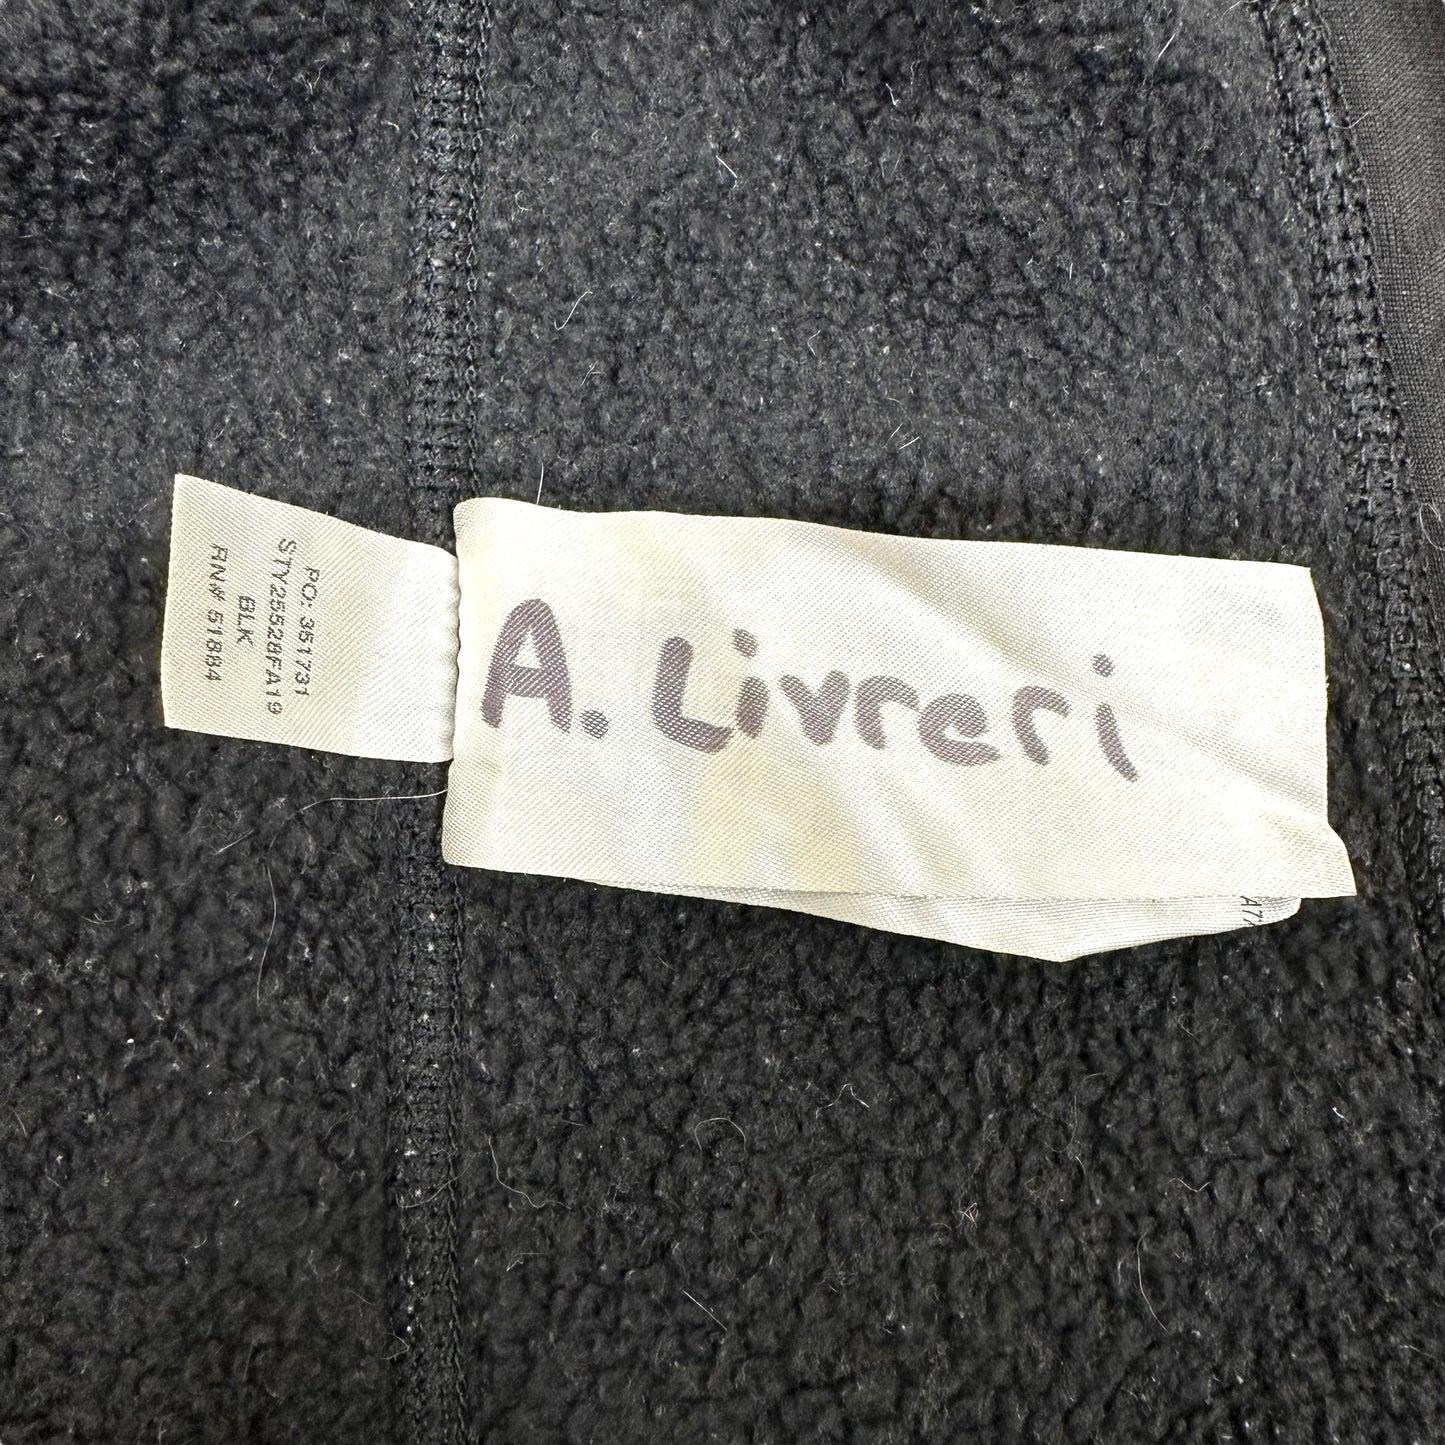 PO: 351731
STY25528FA19
BLK
RN# 51884
A. Livreri